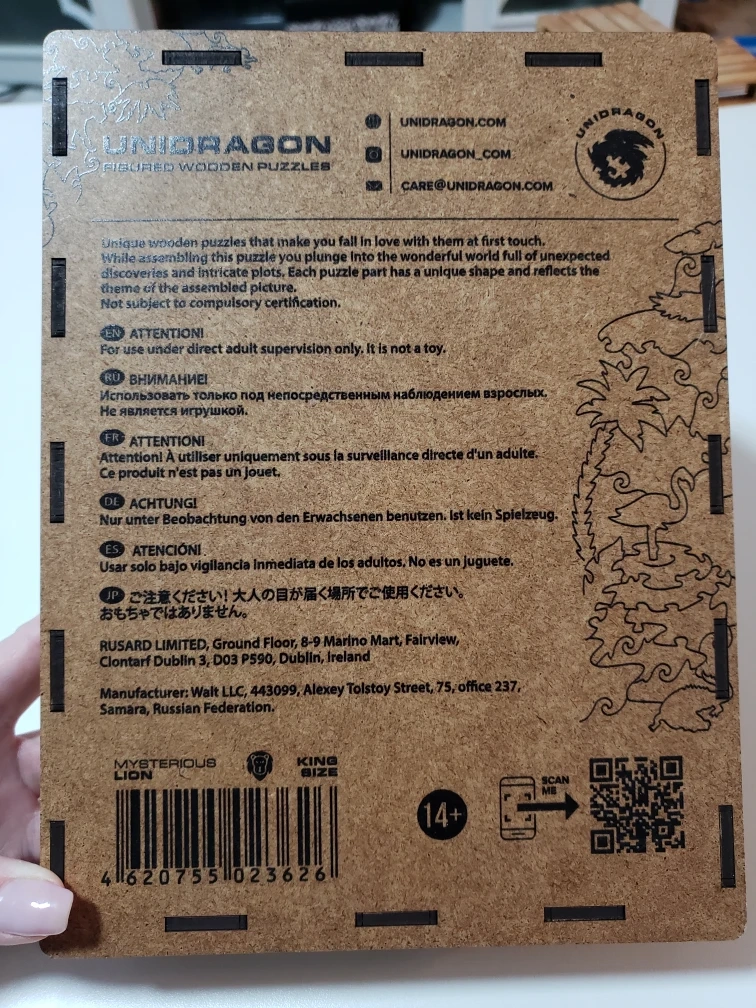 UNIDRAGON
FIGURED WOODEN PUZZLES
UNIDRAGON.COM
UNIDRAGON_COM
CARE@UNIDRAGON.COM
UNIDRAGON
Unique wooden puzzles that make you fall in love with them at first touch.
While assembling this puzzle you plunge into the wonderful world full of unexpected
discoveries and intricate plots. Each puzzle part has a unique shape and reflects the
theme of the assembled picture.
Not subject to compulsory certification.
EN ATTENTION!
For use under direct adult supervision only. It is not a toy.
RU ВНИМАНИЕ!
Использовать только под непосредственным наблюдением взрослых.
Не является игрушкой.
FR ATTENTION!
Attention! À utiliser uniquement sous la surveillance directe d'un adulte.
Ce produit n'est pas un jouet.
DE ACHTUNG!
Nur unter Beobachtung von den Erwachsenen benutzen. Ist kein Spielzeug.
ES ATENCIÓN!
Usar solo bajo vigilancia inmediata de los adultos. No es un juguete.
JP ご注意ください！大人の目が届く場所でご使用ください。
おもちゃではありません。
RUSARD LIMITED, Ground Floor, 8-9 Marino Mart, Fairview,
Clontarf Dublin 3, D03 P590, Dublin, Ireland
Manufacturer: Walt LLC, 443099, Alexey Tolstoy Street, 75, office 237,
Samara, Russian Federation.
MYSTERIOUS
LION
KING
SIZE
14+
SCAN
ME
4 620755 023626